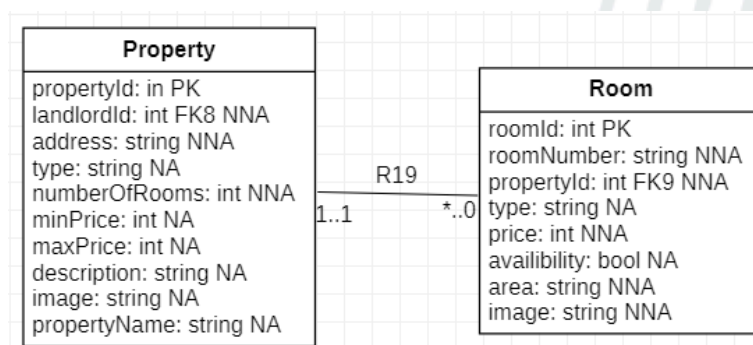 Property
propertyId: in PK
landlordId: int FK8 NNA
address: string NNA
type: string NA
numberOfRooms: int NNA
minPrice: int NA
maxPrice: int NA
description: string NA
image: string NA
propertyName: string NA
R19
1..1
*..0
Room
roomId: int PK
roomNumber: string NNA
propertyId: int FK9 NNA
type: string NA
price: int NNA
availibility: bool NA
area: string NNA
image: string NNA